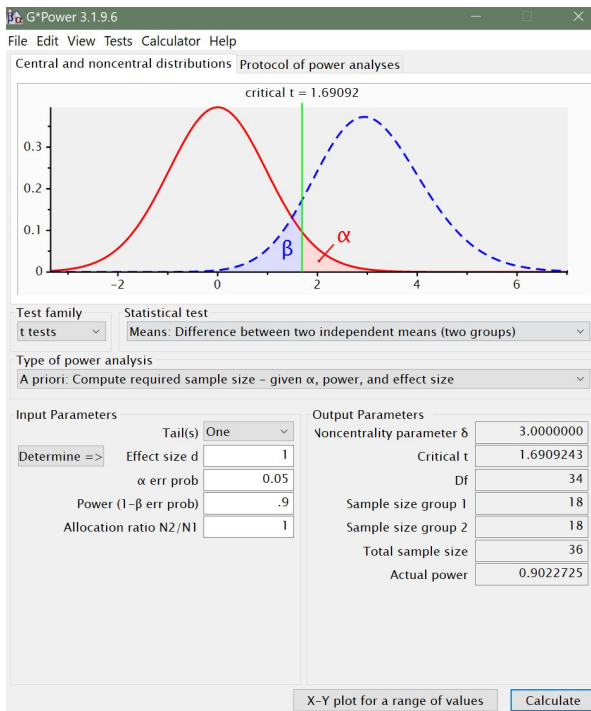 G*Power 3.1.9.6
File Edit View Tests Calculator Help
Central and noncentral distributions Protocol of power analyses
critical t = 1.69092
0.3
0.2
0.1
0
β
α
-2 0 2 4 6
Test family Statistical test
t tests Means: Difference between two independent means (two groups)
Type of power analysis
A priori: Compute required sample size – given α, power, and effect size
Input Parameters Output Parameters
Tail(s) One Noncentrality parameter δ 3.0000000
Determine => Effect size d 1 Critical t 1.6909243
α err prob 0.05 Df 34
Power (1-β err prob) .9 Sample size group 1 18
Allocation ratio N2/N1 1 Sample size group 2 18
Total sample size 36
Actual power 0.9022725
X-Y plot for a range of values Calculate